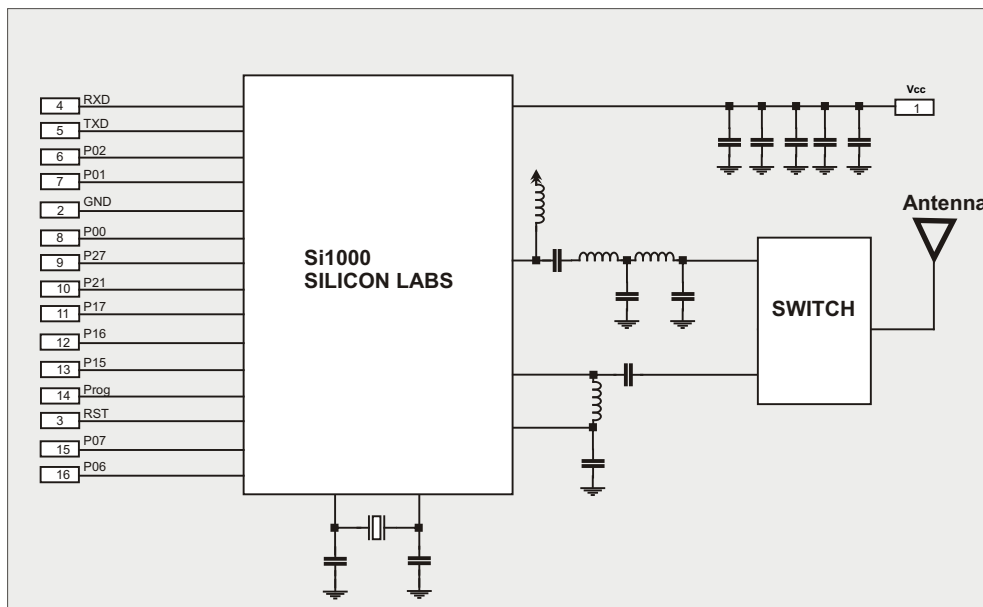 4 RXD
5 TXD
6 P02
7 P01
2 GND
8 P00
9 P27
10 P21
11 P17
12 P16
13 P15
14 Prog
3 RST
15 P07
16 P06
Si1000
SILICON LABS
Vcc
1
Antenna
SWITCH